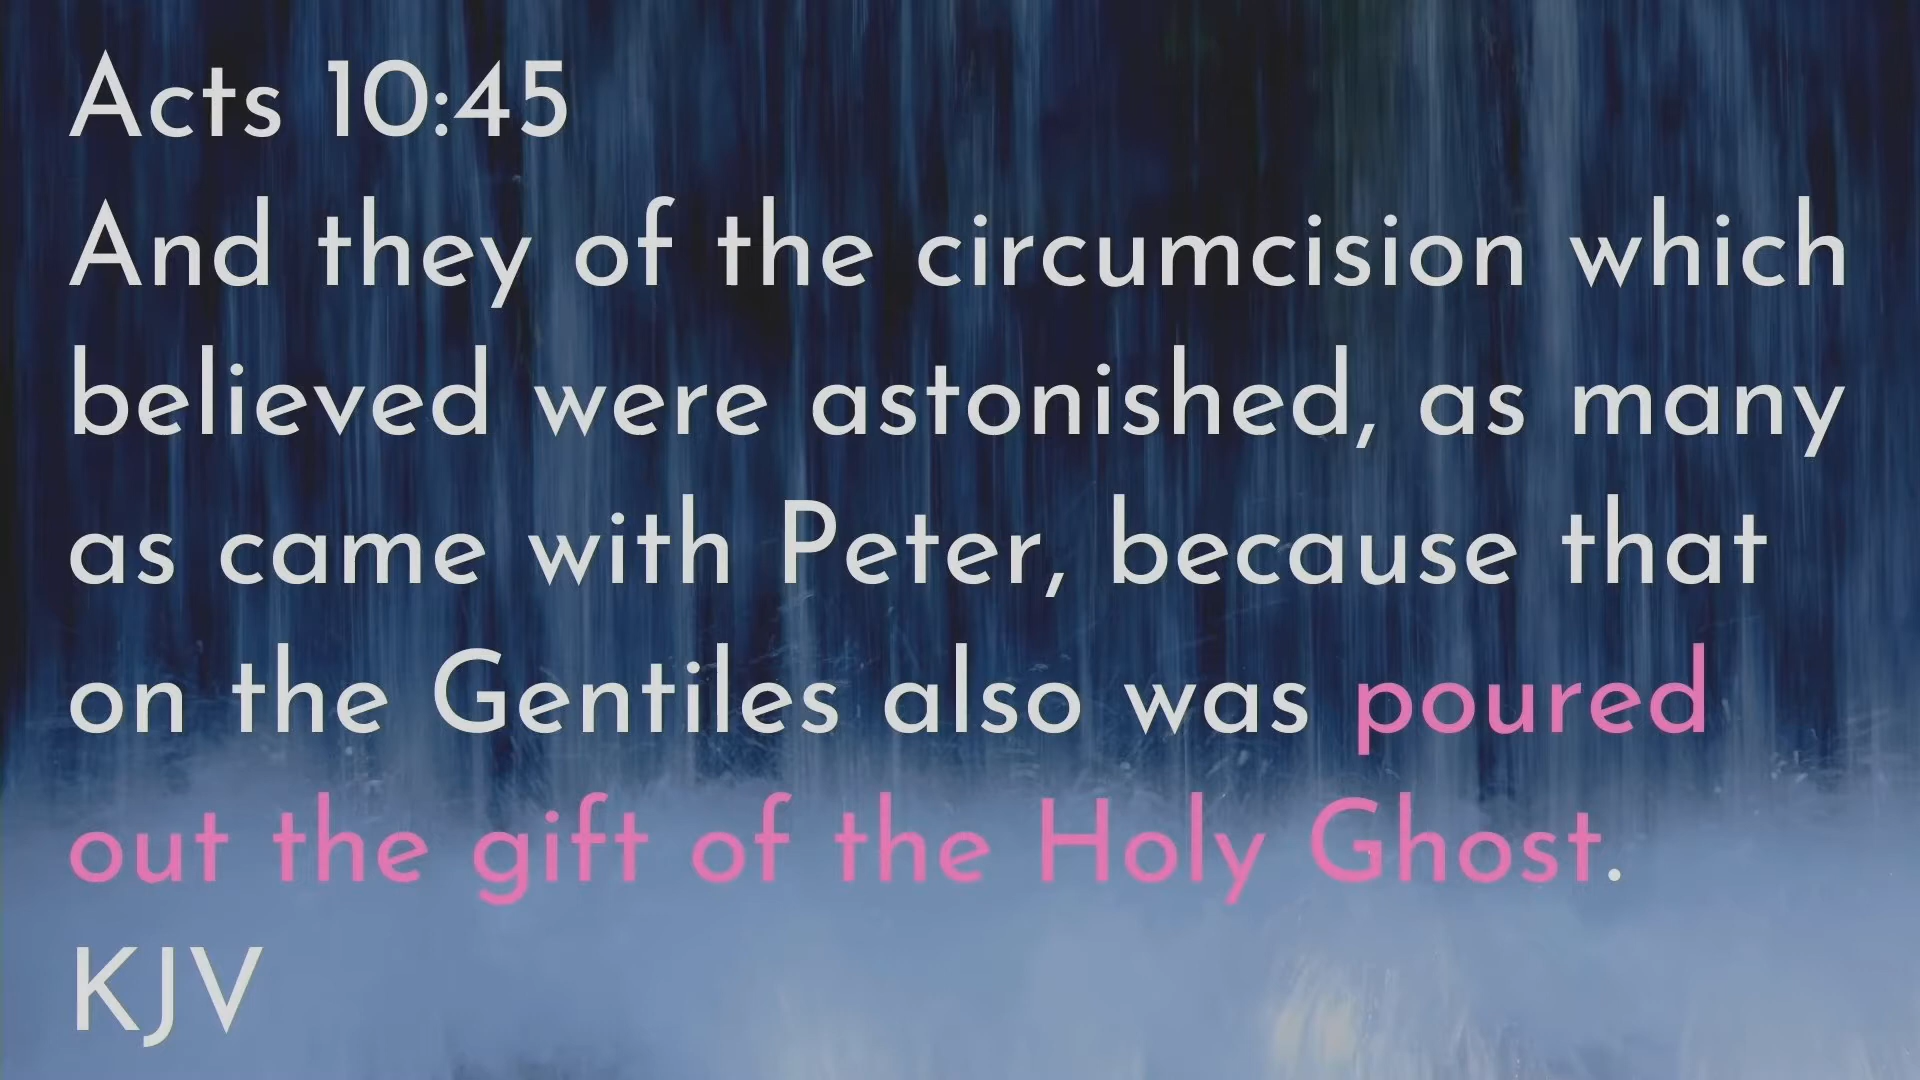 Acts 10:45
And they of the circumcision which
believed were astonished, as many
as came with Peter, because that
on the Gentiles also was poured
out the gift of the Holy Ghost.
KJV